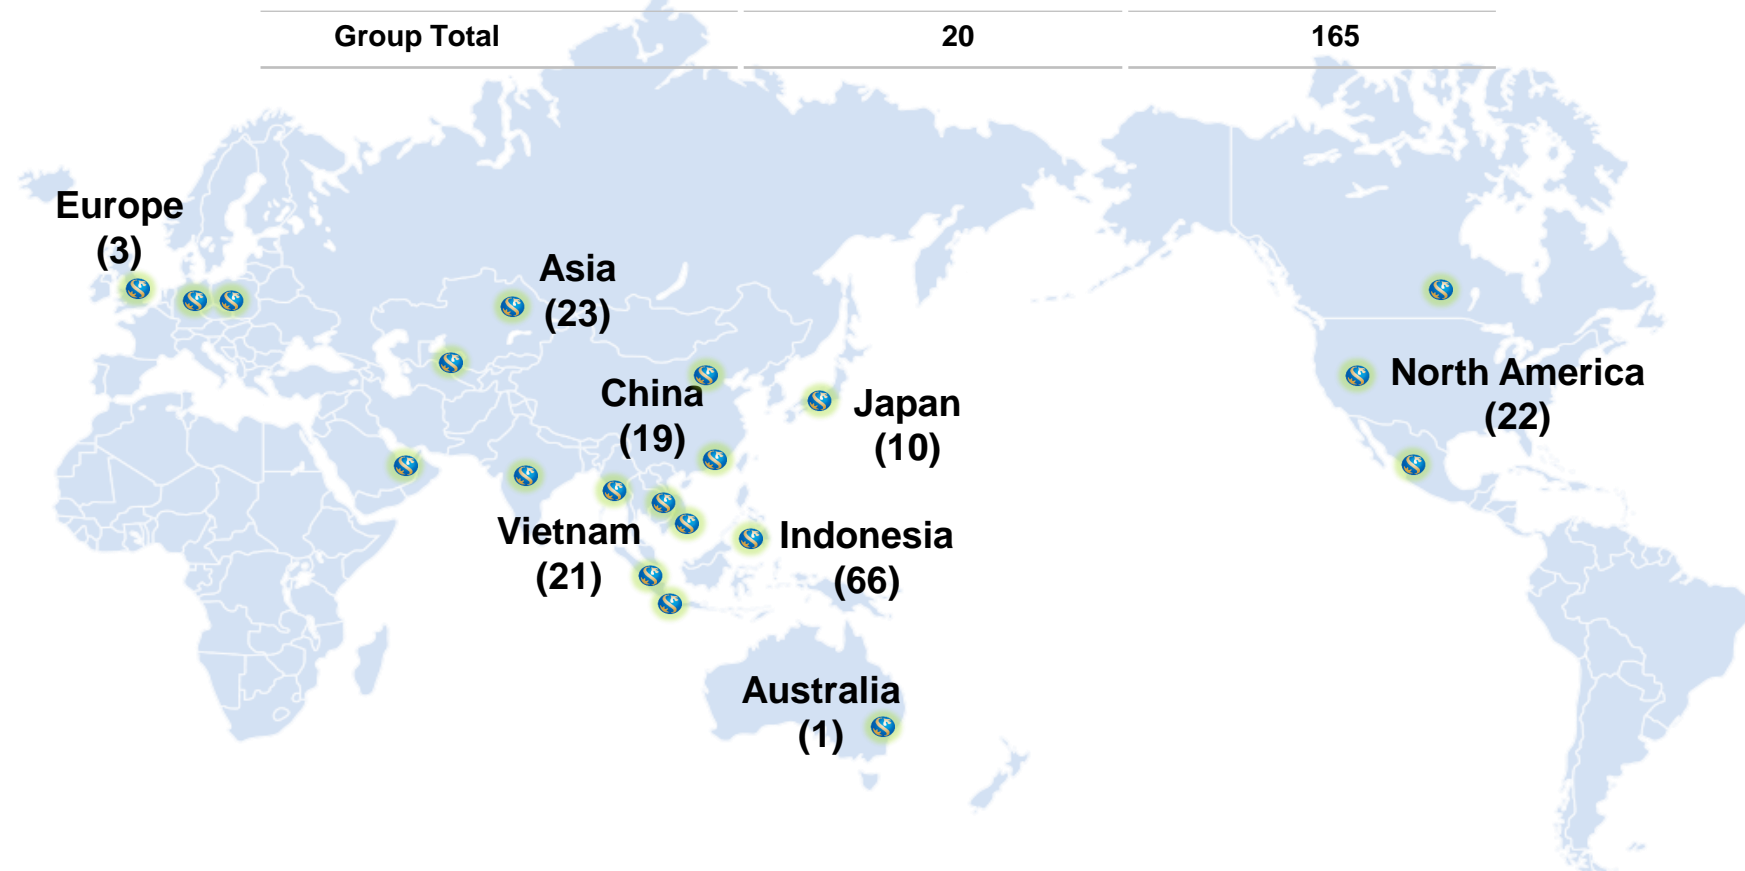 Group Total 20 165
Europe
(3)
Asia
(23)
China
(19)
Japan
(10)
North America
(22)
Vietnam
(21)
Indonesia
(66)
Australia
(1)